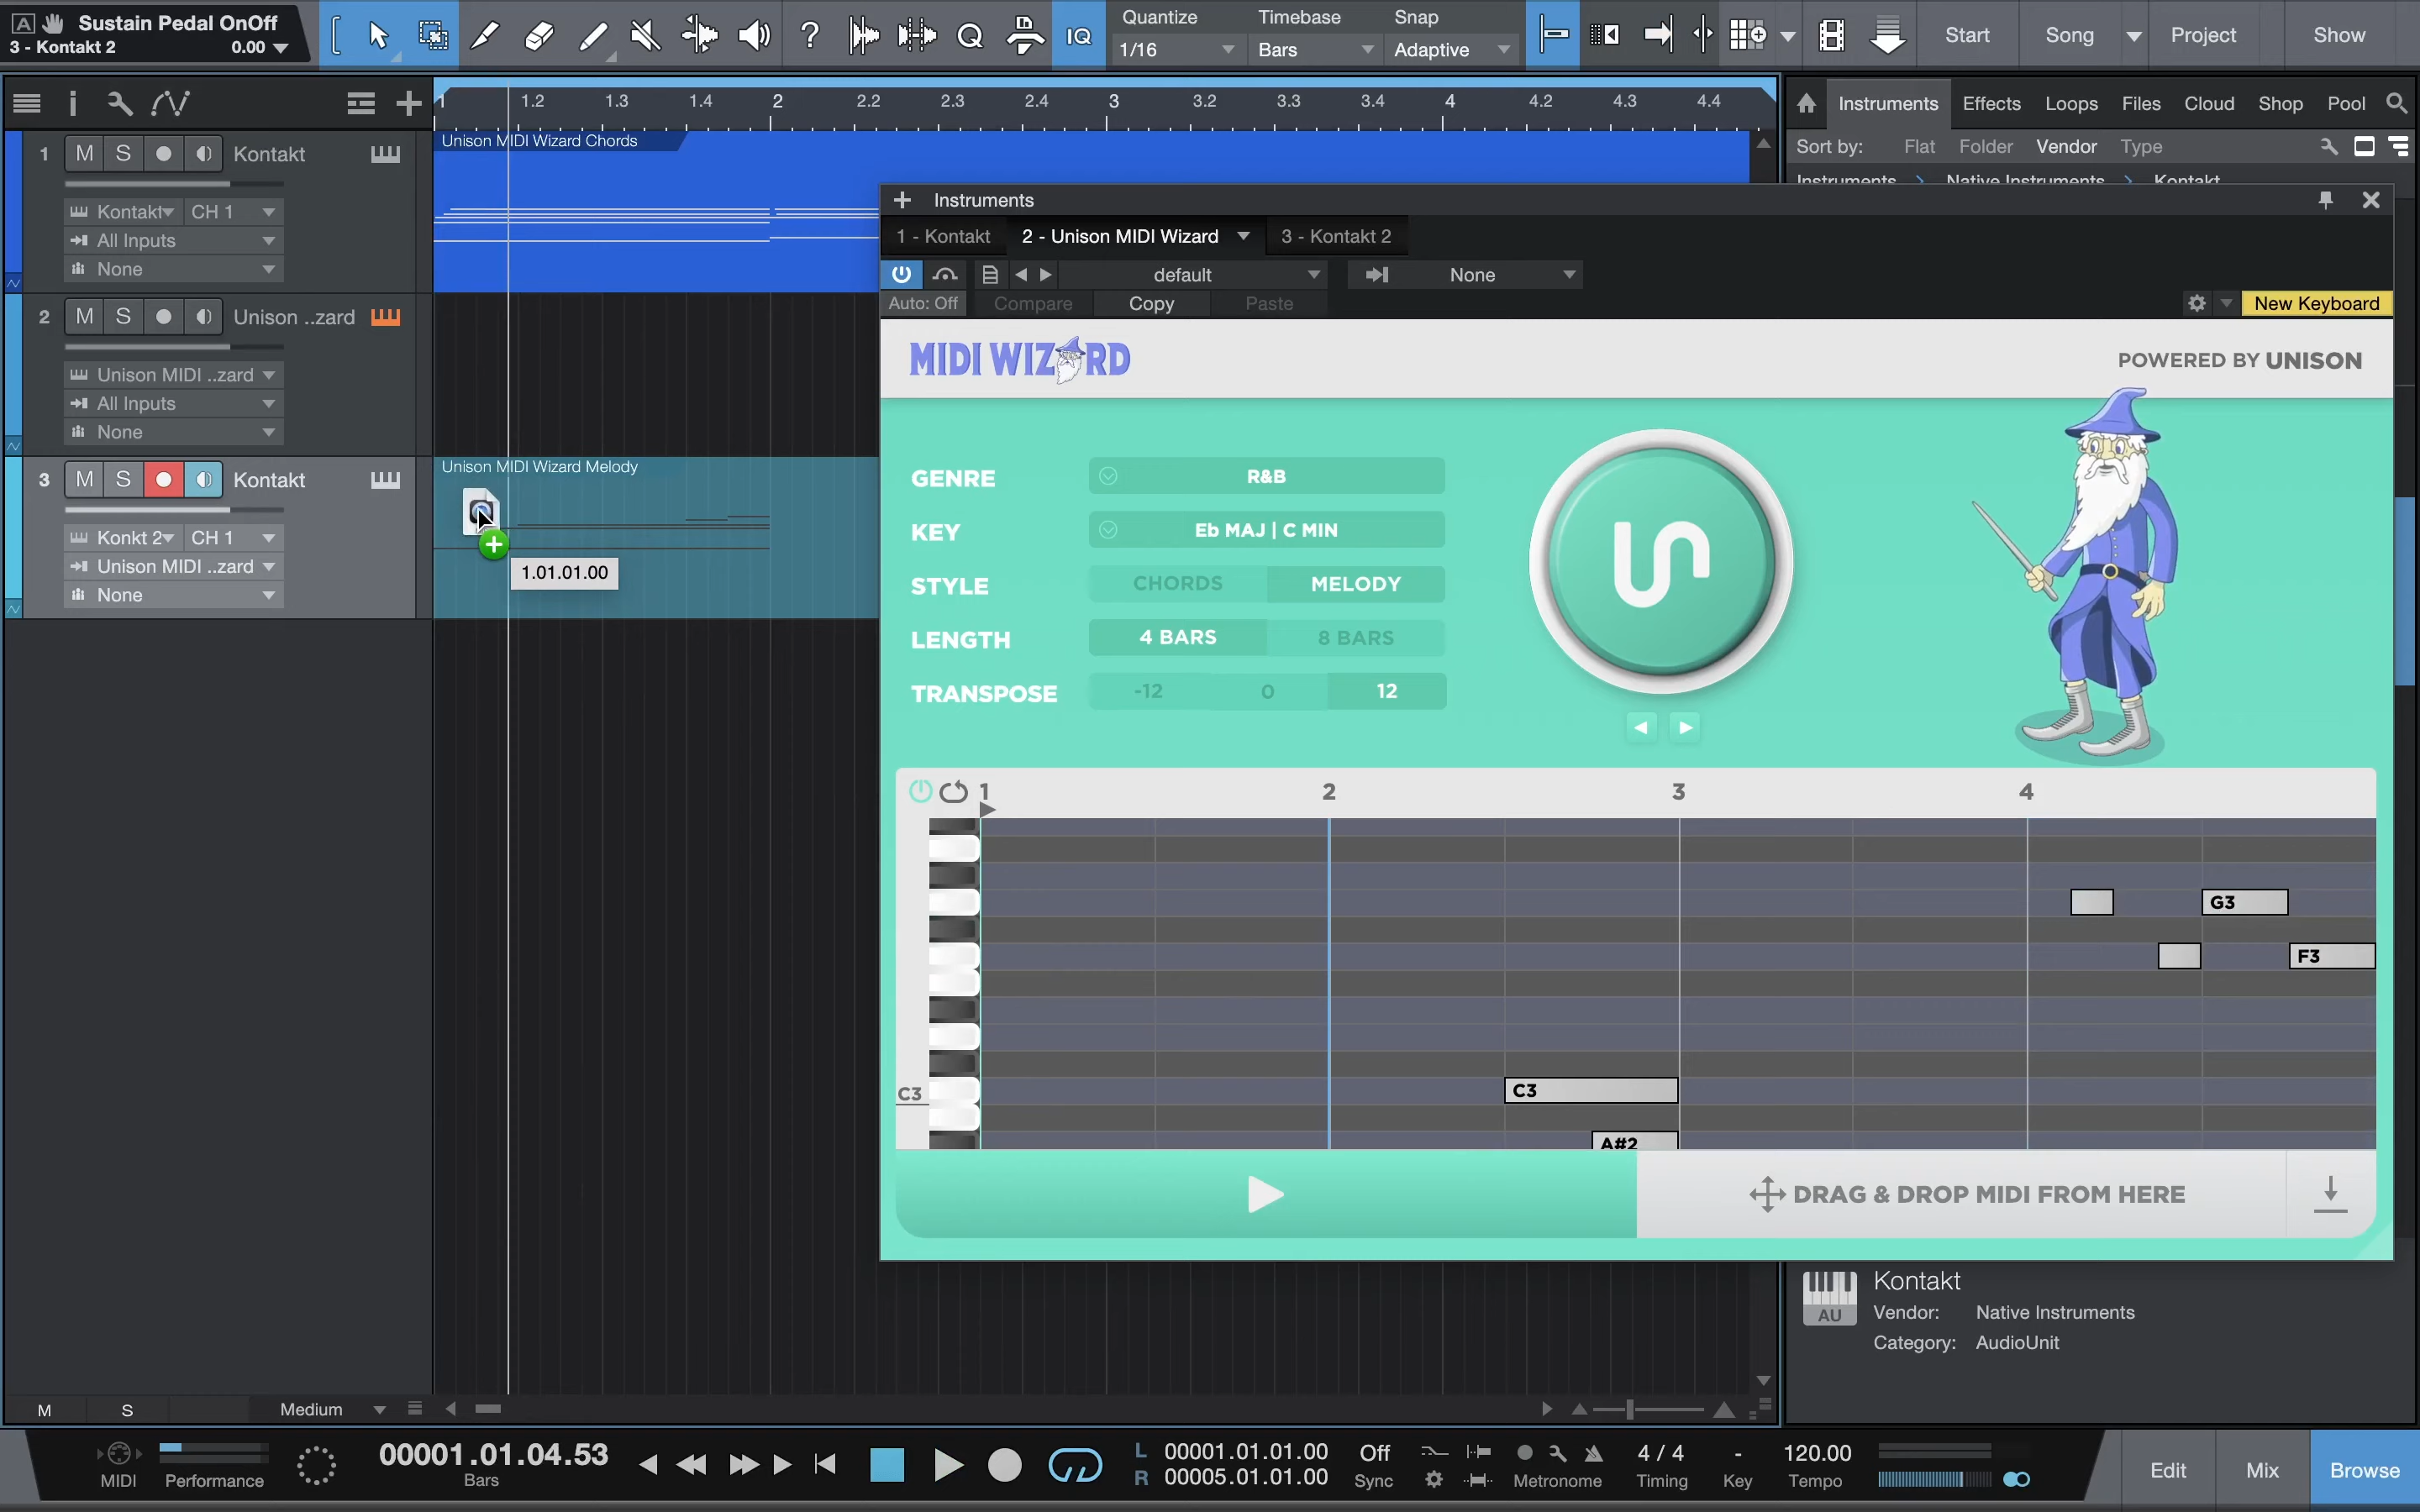 A Sustain Pedal OnOff
3 - Kontakt 2 0.00
IQ
Quantize Timebase Snap
1/16 Bars Adaptive
Start Song Project Show
1 1.2 1.3 1.4 2 2.2 2.3 2.4 3 3.2 3.3 3.4 4 4.2 4.3 4.4
Instruments Effects Loops Files Cloud Shop Pool
Sort by: Flat Folder Vendor Type
Instruments Native Instruments Kontakt
1 M S Kontakt
Kontakt CH 1
All Inputs
None
Unison MIDI Wizard Chords
2 M S Unison ..zard
Unison MIDI ..zard
All Inputs
None
3 M S Kontakt
Konkt 2 CH 1
Unison MIDI ..zard
None
Unison MIDI Wizard Melody
1.01.01.00
Instruments
1 - Kontakt 2 - Unison MIDI Wizard 3 - Kontakt 2
default None
Auto: Off Compare Copy Paste New Keyboard
MIDI WIZARD POWERED BY UNISON
GENRE R&B
KEY Eb MAJ | C MIN
STYLE CHORDS MELODY
LENGTH 4 BARS 8 BARS
TRANSPOSE -12 0 12
1 2 3 4
G3
F3
C3 C3
A#2
DRAG & DROP MIDI FROM HERE
AU Kontakt
Vendor: Native Instruments
Category: AudioUnit
M S Medium
MIDI Performance
00001.01.04.53
Bars
L 00001.01.01.00
R 00005.01.01.00
Off
Sync
Metronome
4 / 4
Timing
-
Key
120.00
Tempo
Edit Mix Browse